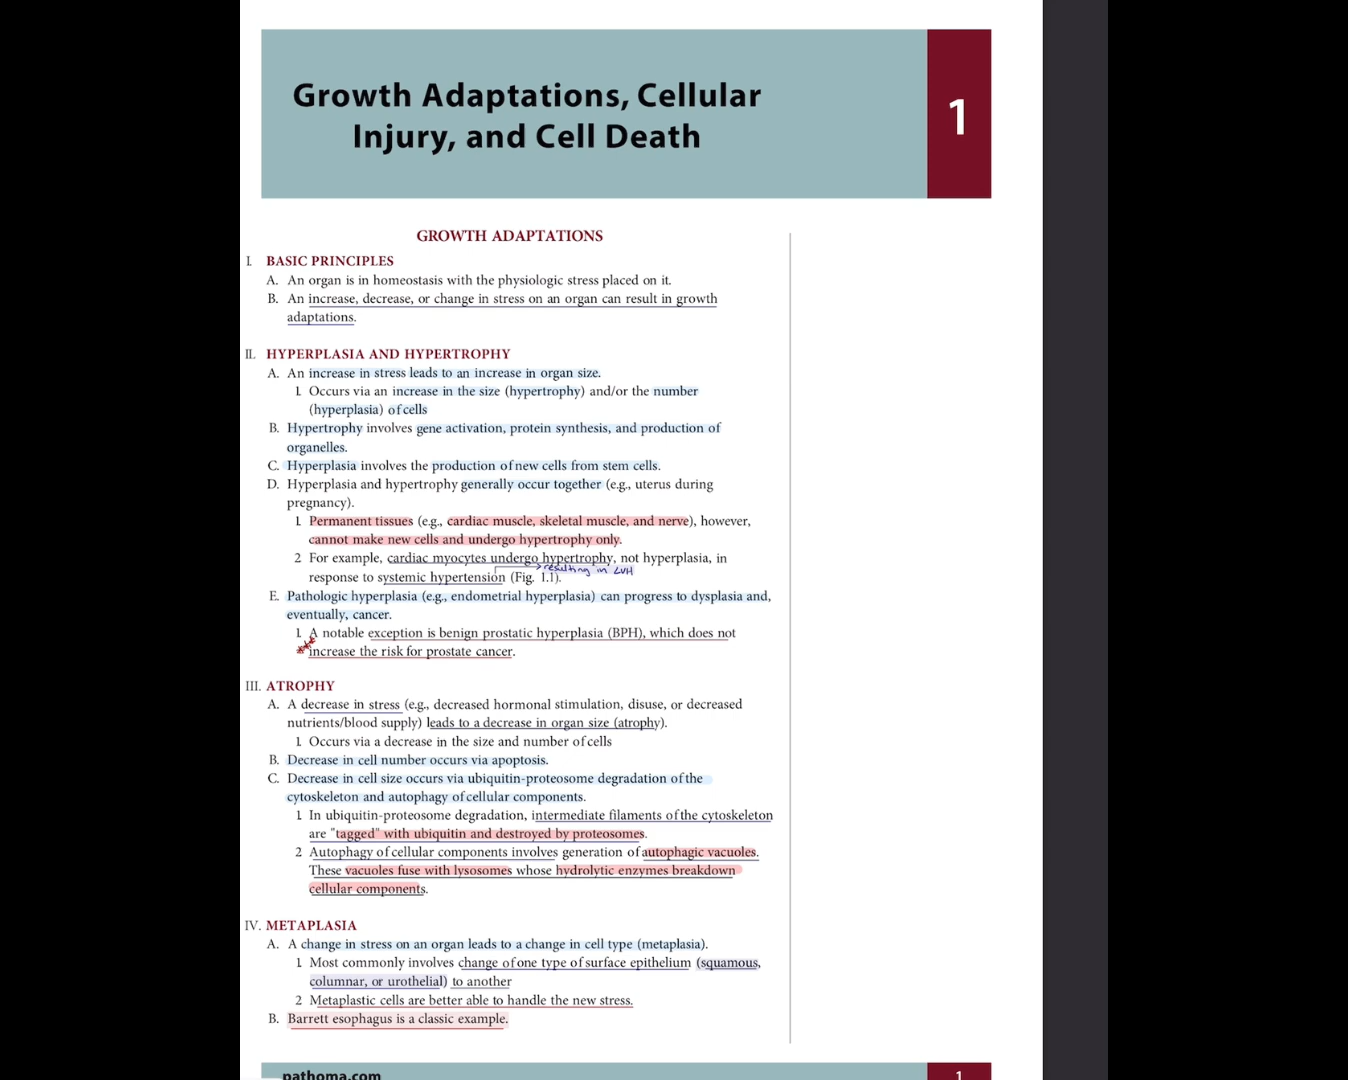 Growth Adaptations, Cellular
Injury, and Cell Death
1
GROWTH ADAPTATIONS
I. BASIC PRINCIPLES
A. An organ is in homeostasis with the physiologic stress placed on it.
B. An increase, decrease, or change in stress on an organ can result in growth
adaptations.
II. HYPERPLASIA AND HYPERTROPHY
A. An increase in stress leads to an increase in organ size.
1. Occurs via an increase in the size (hypertrophy) and/or the number
(hyperplasia) of cells
B. Hypertrophy involves gene activation, protein synthesis, and production of
organelles.
C. Hyperplasia involves the production of new cells from stem cells.
D. Hyperplasia and hypertrophy generally occur together (e.g., uterus during
pregnancy).
1. Permanent tissues (e.g., cardiac muscle, skeletal muscle, and nerve), however,
cannot make new cells and undergo hypertrophy only.
2 For example, cardiac myocytes undergo hypertrophy, not hyperplasia, in
resulting in LVH
response to systemic hypertension (Fig. 1.1).
E. Pathologic hyperplasia (e.g., endometrial hyperplasia) can progress to dysplasia and,
eventually, cancer.
1. A notable exception is benign prostatic hyperplasia (BPH), which does not
increase the risk for prostate cancer.
III. ATROPHY
A. A decrease in stress (e.g., decreased hormonal stimulation, disuse, or decreased
nutrients/blood supply) leads to a decrease in organ size (atrophy).
1. Occurs via a decrease in the size and number of cells
B. Decrease in cell number occurs via apoptosis.
C. Decrease in cell size occurs via ubiquitin-proteosome degradation of the
cytoskeleton and autophagy of cellular components.
1. In ubiquitin-proteosome degradation, intermediate filaments of the cytoskeleton
are "tagged" with ubiquitin and destroyed by proteosomes.
2 Autophagy of cellular components involves generation of autophagic vacuoles.
These vacuoles fuse with lysosomes whose hydrolytic enzymes breakdown
cellular components.
IV. METAPLASIA
A. A change in stress on an organ leads to a change in cell type (metaplasia).
1 Most commonly involves change of one type of surface epithelium (squamous,
columnar, or urothelial) to another
2 Metaplastic cells are better able to handle the new stress.
B. Barrett esophagus is a classic example.
pathoma.com
1